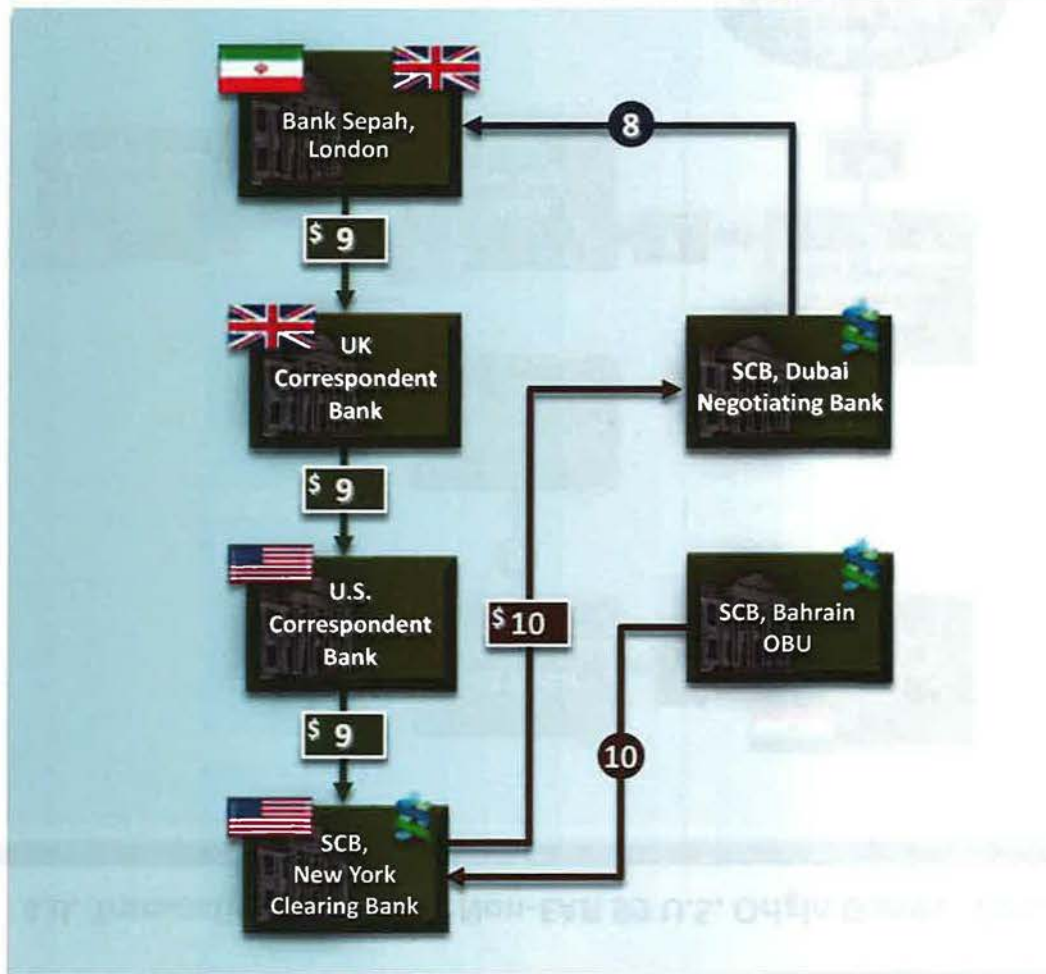 Bank Sepah,
London
8
$ 9
UK
Correspondent
Bank
SCB, Dubai
Negotiating Bank
$ 9
U.S.
Correspondent
Bank
$ 10
SCB, Bahrain
OBU
$ 9
10
SCB,
New York
Clearing Bank